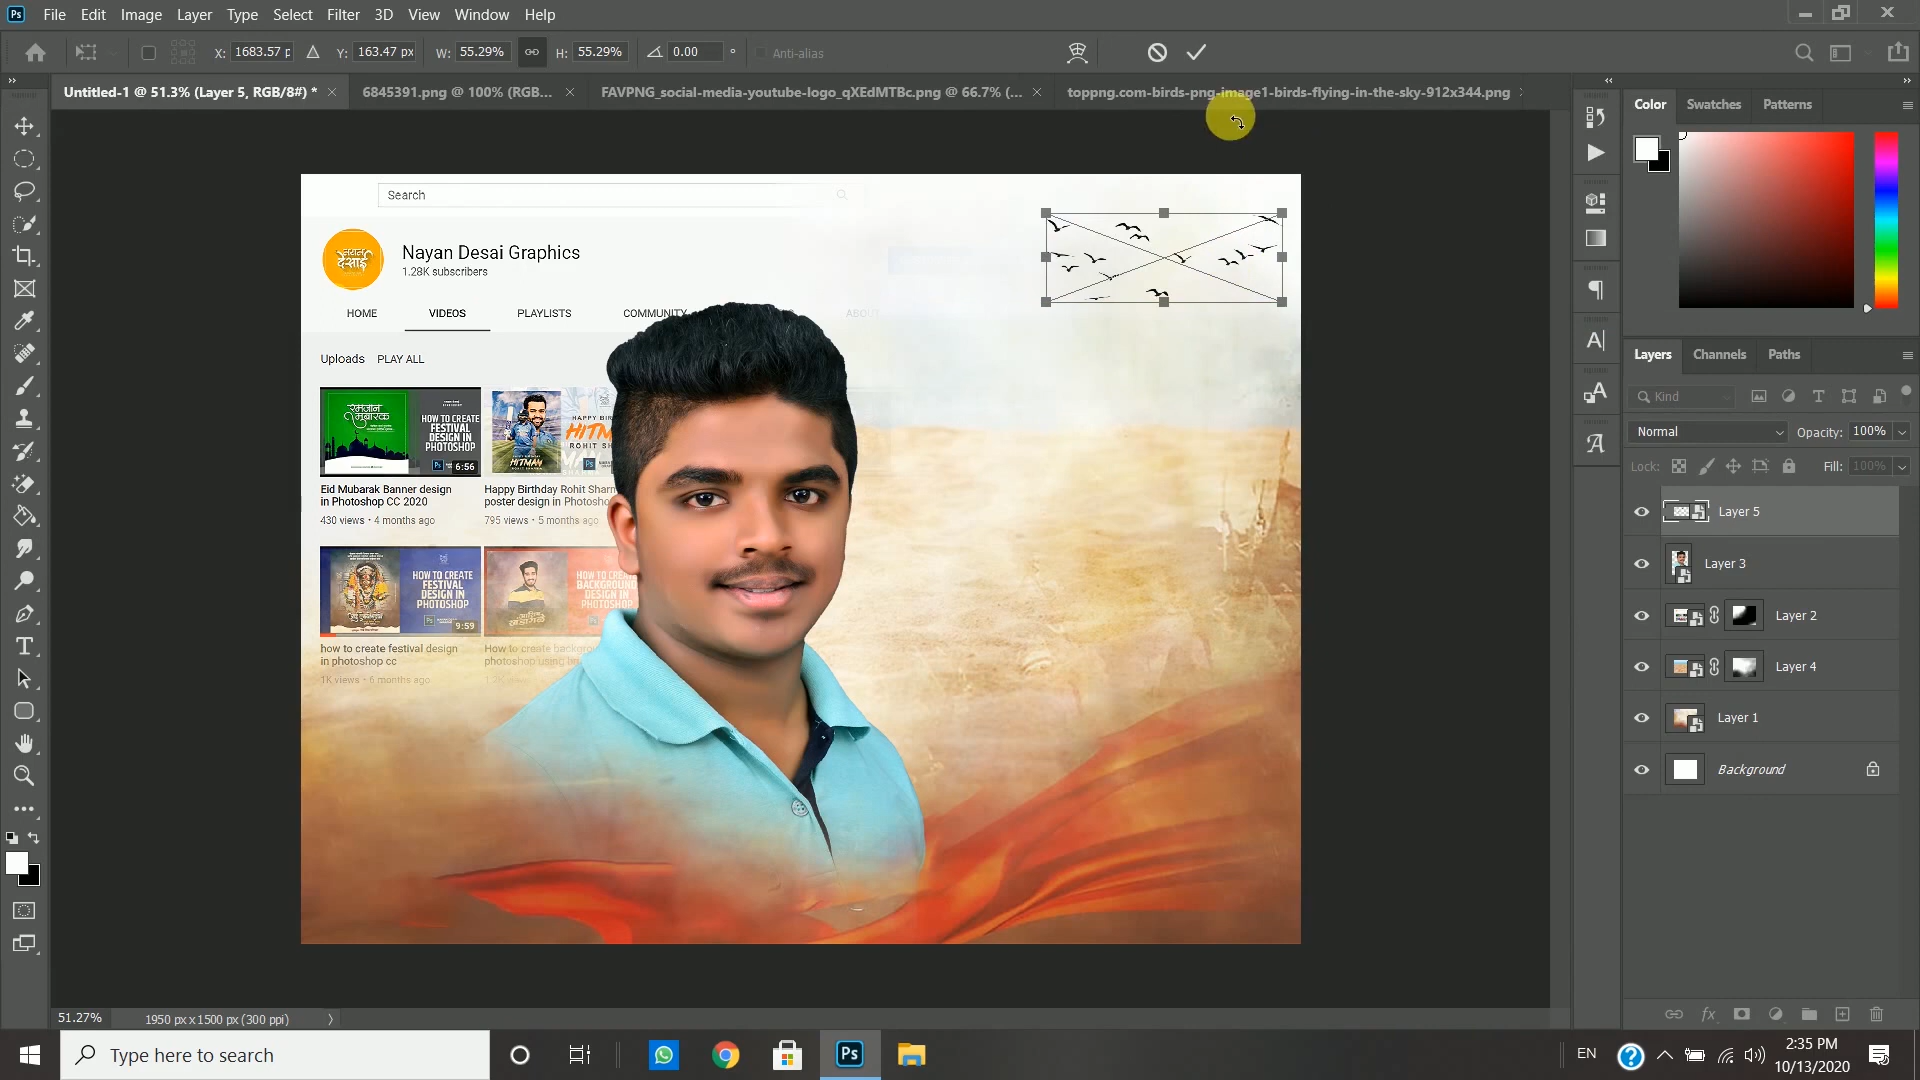 File Edit Image Layer Type Select Filter 3D View Window Help
X: 1683.57 p Y: 163.47 px W: 55.29% H: 55.29% 0.00 ° Anti-alias
Untitled-1 @ 51.3% (Layer 5, RGB/8#) * 6845391.png @ 100% (RGB... FAVPNG_social-media-youtube-logo_qXEdMTBc.png @ 66.7% (... toppng.com-birds-png-image1-birds-flying-in-the-sky-912x344.png
Color Swatches Patterns
Search
नयन
देसाई
Nayan Desai Graphics
1.28K subscribers
HOME VIDEOS PLAYLISTS COMMUNITY ABOUT
Uploads PLAY ALL
रमजान
मुबारक
HOW TO CREATE
FESTIVAL
DESIGN IN
PHOTOSHOP
Ps 6:56
HAPPY BIR
HITM
ROHIT SH
HITMAN
Eid Mubarak Banner design
in Photoshop CC 2020
430 views • 4 months ago
Happy Birthday Rohit Sharm
poster design in Photoshop
795 views • 5 months ago
HOW TO CREATE
FESTIVAL
DESIGN IN
PHOTOSHOP
9:59
HOW TO CREATE
BACKGROUND
how to create festival design
in photoshop cc
1K views • 6 months ago
How to create backgrou
photoshop using br
Layers Channels Paths
Kind
Normal Opacity: 100%
Lock: Fill: 100%
Layer 5
Layer 3
Layer 2
Layer 4
Layer 1
Background
51.27% 1950 px x 1500 px (300 ppi)
Type here to search
Ps
EN
2:35 PM
10/13/2020